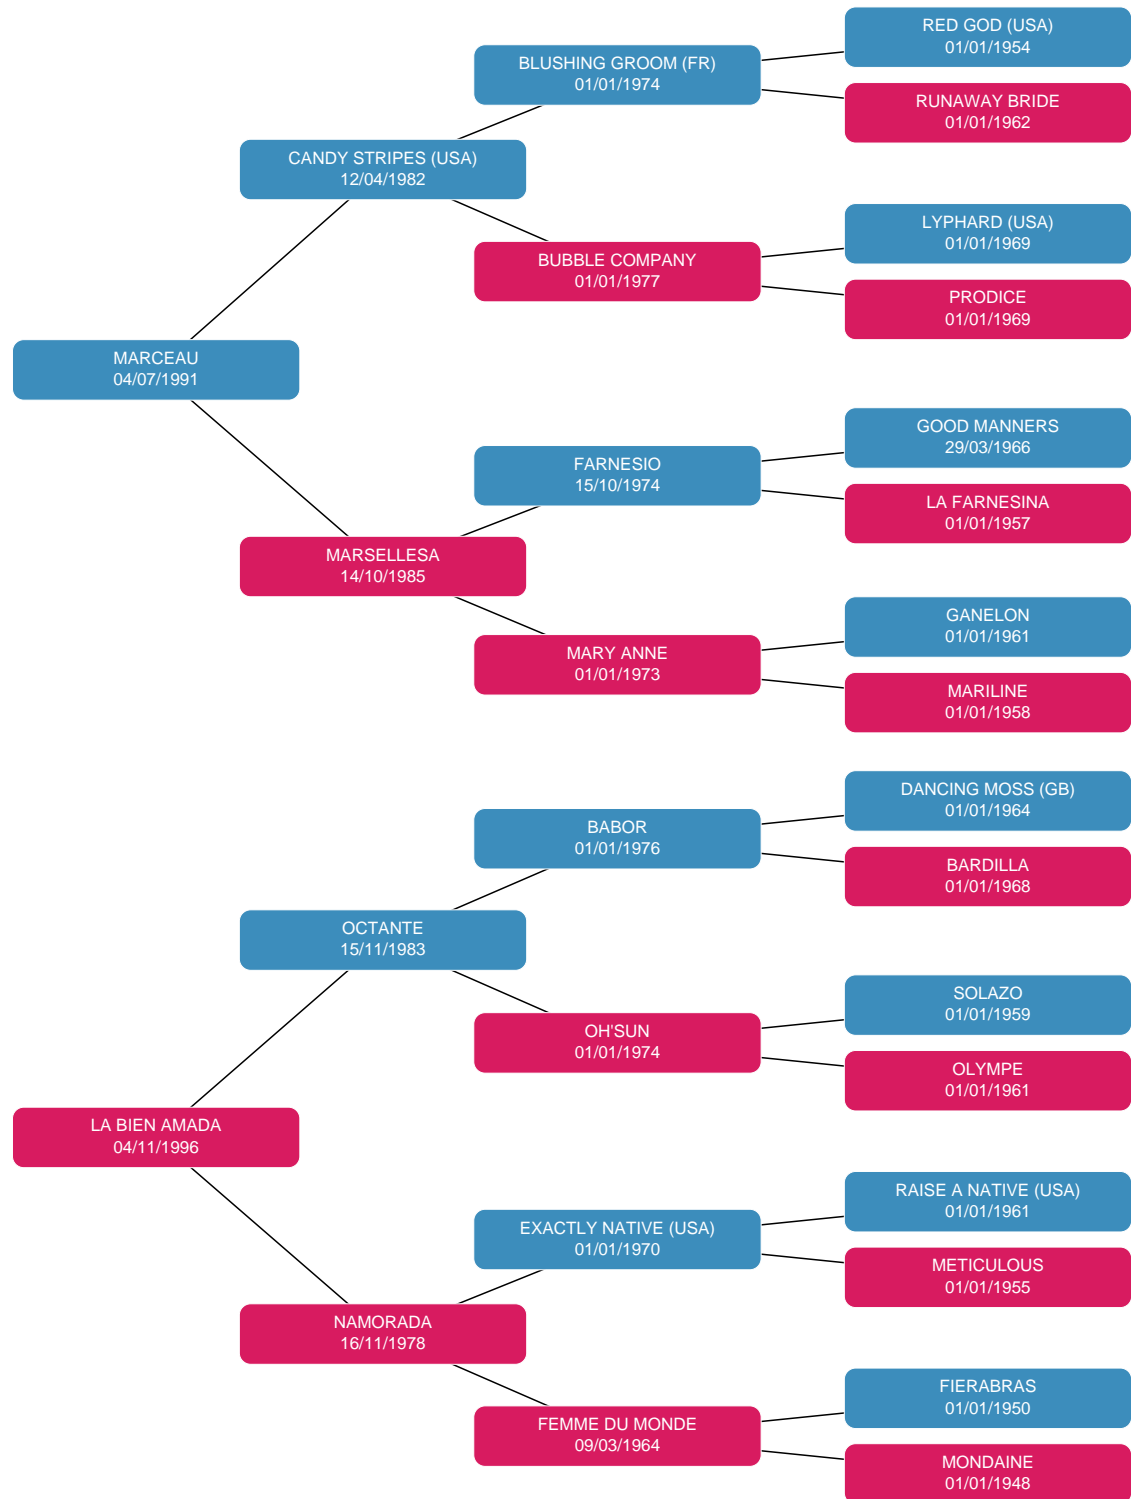 RED GOD (USA)
01/01/1954
BLUSHING GROOM (FR)
01/01/1974
RUNAWAY BRIDE
01/01/1962
CANDY STRIPES (USA)
12/04/1982
LYPHARD (USA)
01/01/1969
BUBBLE COMPANY
01/01/1977
PRODICE
01/01/1969
MARCEAU
04/07/1991
GOOD MANNERS
29/03/1966
FARNESIO
15/10/1974
LA FARNESINA
01/01/1957
MARSELLESA
14/10/1985
GANELON
01/01/1961
MARY ANNE
01/01/1973
MARILINE
01/01/1958
DANCING MOSS (GB)
01/01/1964
BABOR
01/01/1976
BARDILLA
01/01/1968
OCTANTE
15/11/1983
SOLAZO
01/01/1959
OH'SUN
01/01/1974
OLYMPE
01/01/1961
LA BIEN AMADA
04/11/1996
RAISE A NATIVE (USA)
01/01/1961
EXACTLY NATIVE (USA)
01/01/1970
METICULOUS
01/01/1955
NAMORADA
16/11/1978
FIERABRAS
01/01/1950
FEMME DU MONDE
09/03/1964
MONDAINE
01/01/1948